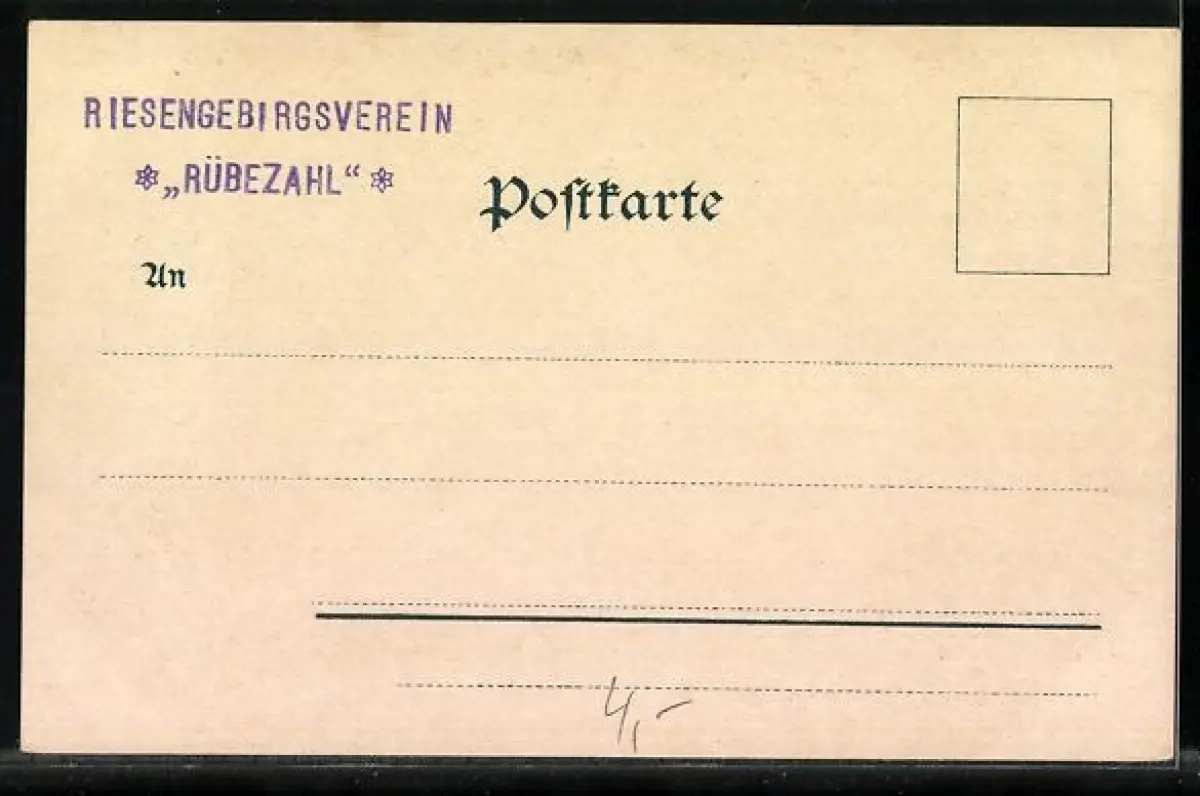 RIESENGEBIRGSVEREIN
„RÜBEZAHL“
Poſtkarte
An
4,-